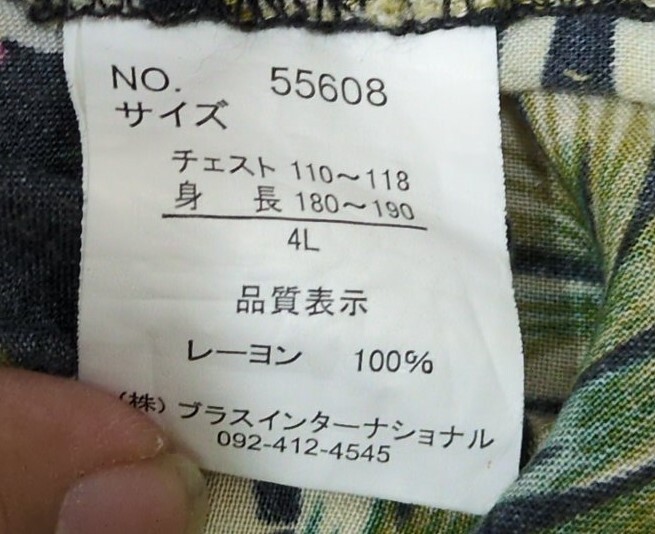 NO. 55608
サイズ
チェスト 110～118
身 長 180～190
4L
品質表示
レーヨン 100%
(株) ブラスインターナショナル
092-412-4545